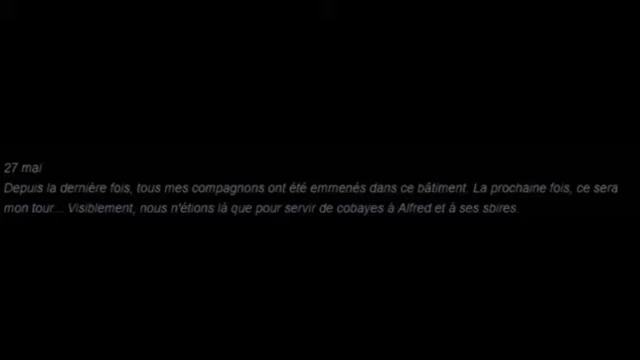 27 mai
Depuis la dernière fois, tous mes compagnons ont été emmenés dans ce bâtiment. La prochaine fois, ce sera
mon tour... Visiblement, nous n'étions là que pour servir de cobayes à Alfred et à ses sbires.